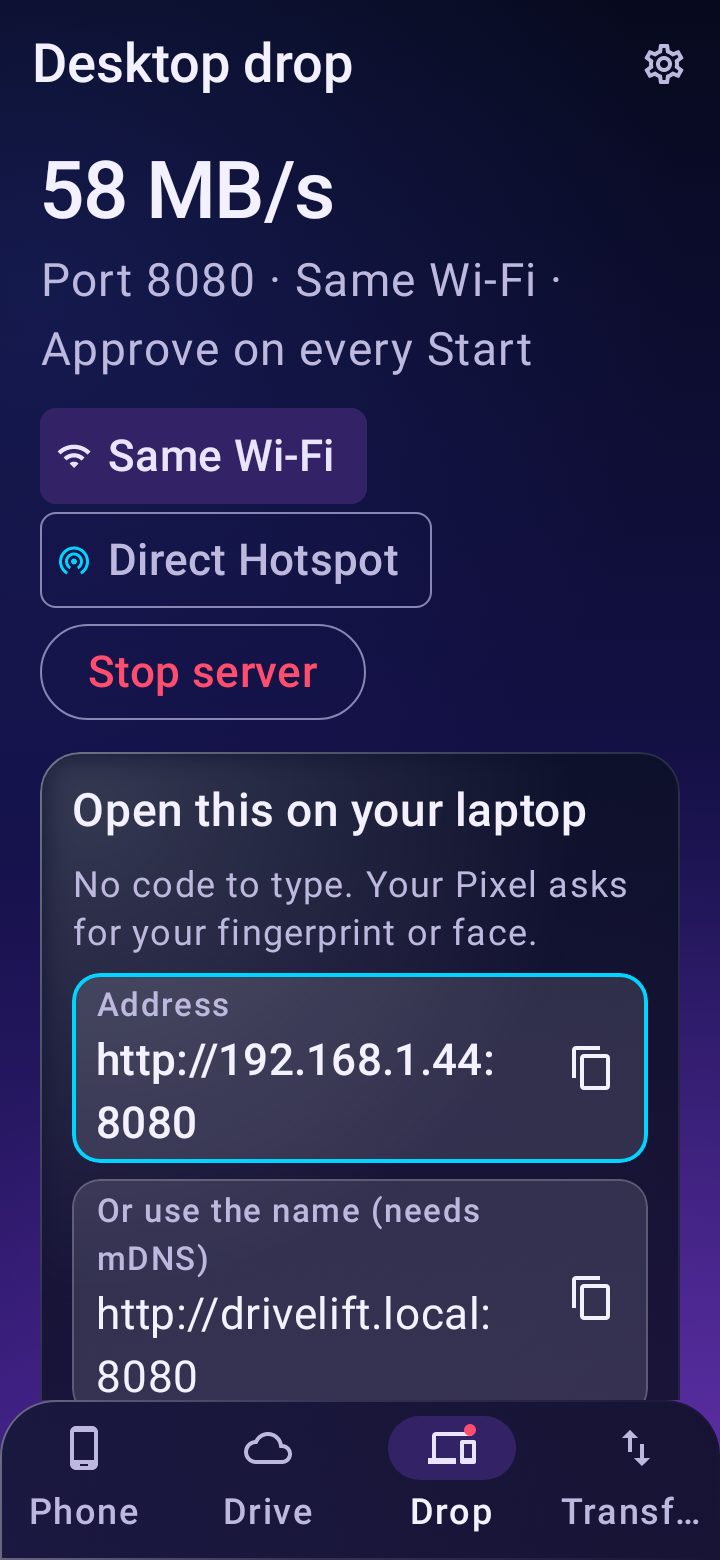 Desktop drop
58 MB/s
Port 8080 · Same Wi-Fi ·
Approve on every Start
Same Wi-Fi
Direct Hotspot
Stop server
Open this on your laptop
No code to type. Your Pixel asks
for your fingerprint or face.
Address
http://192.168.1.44:
8080
Or use the name (needs
mDNS)
http://drivelift.local:
8080
Phone
Drive
Drop
Transf…